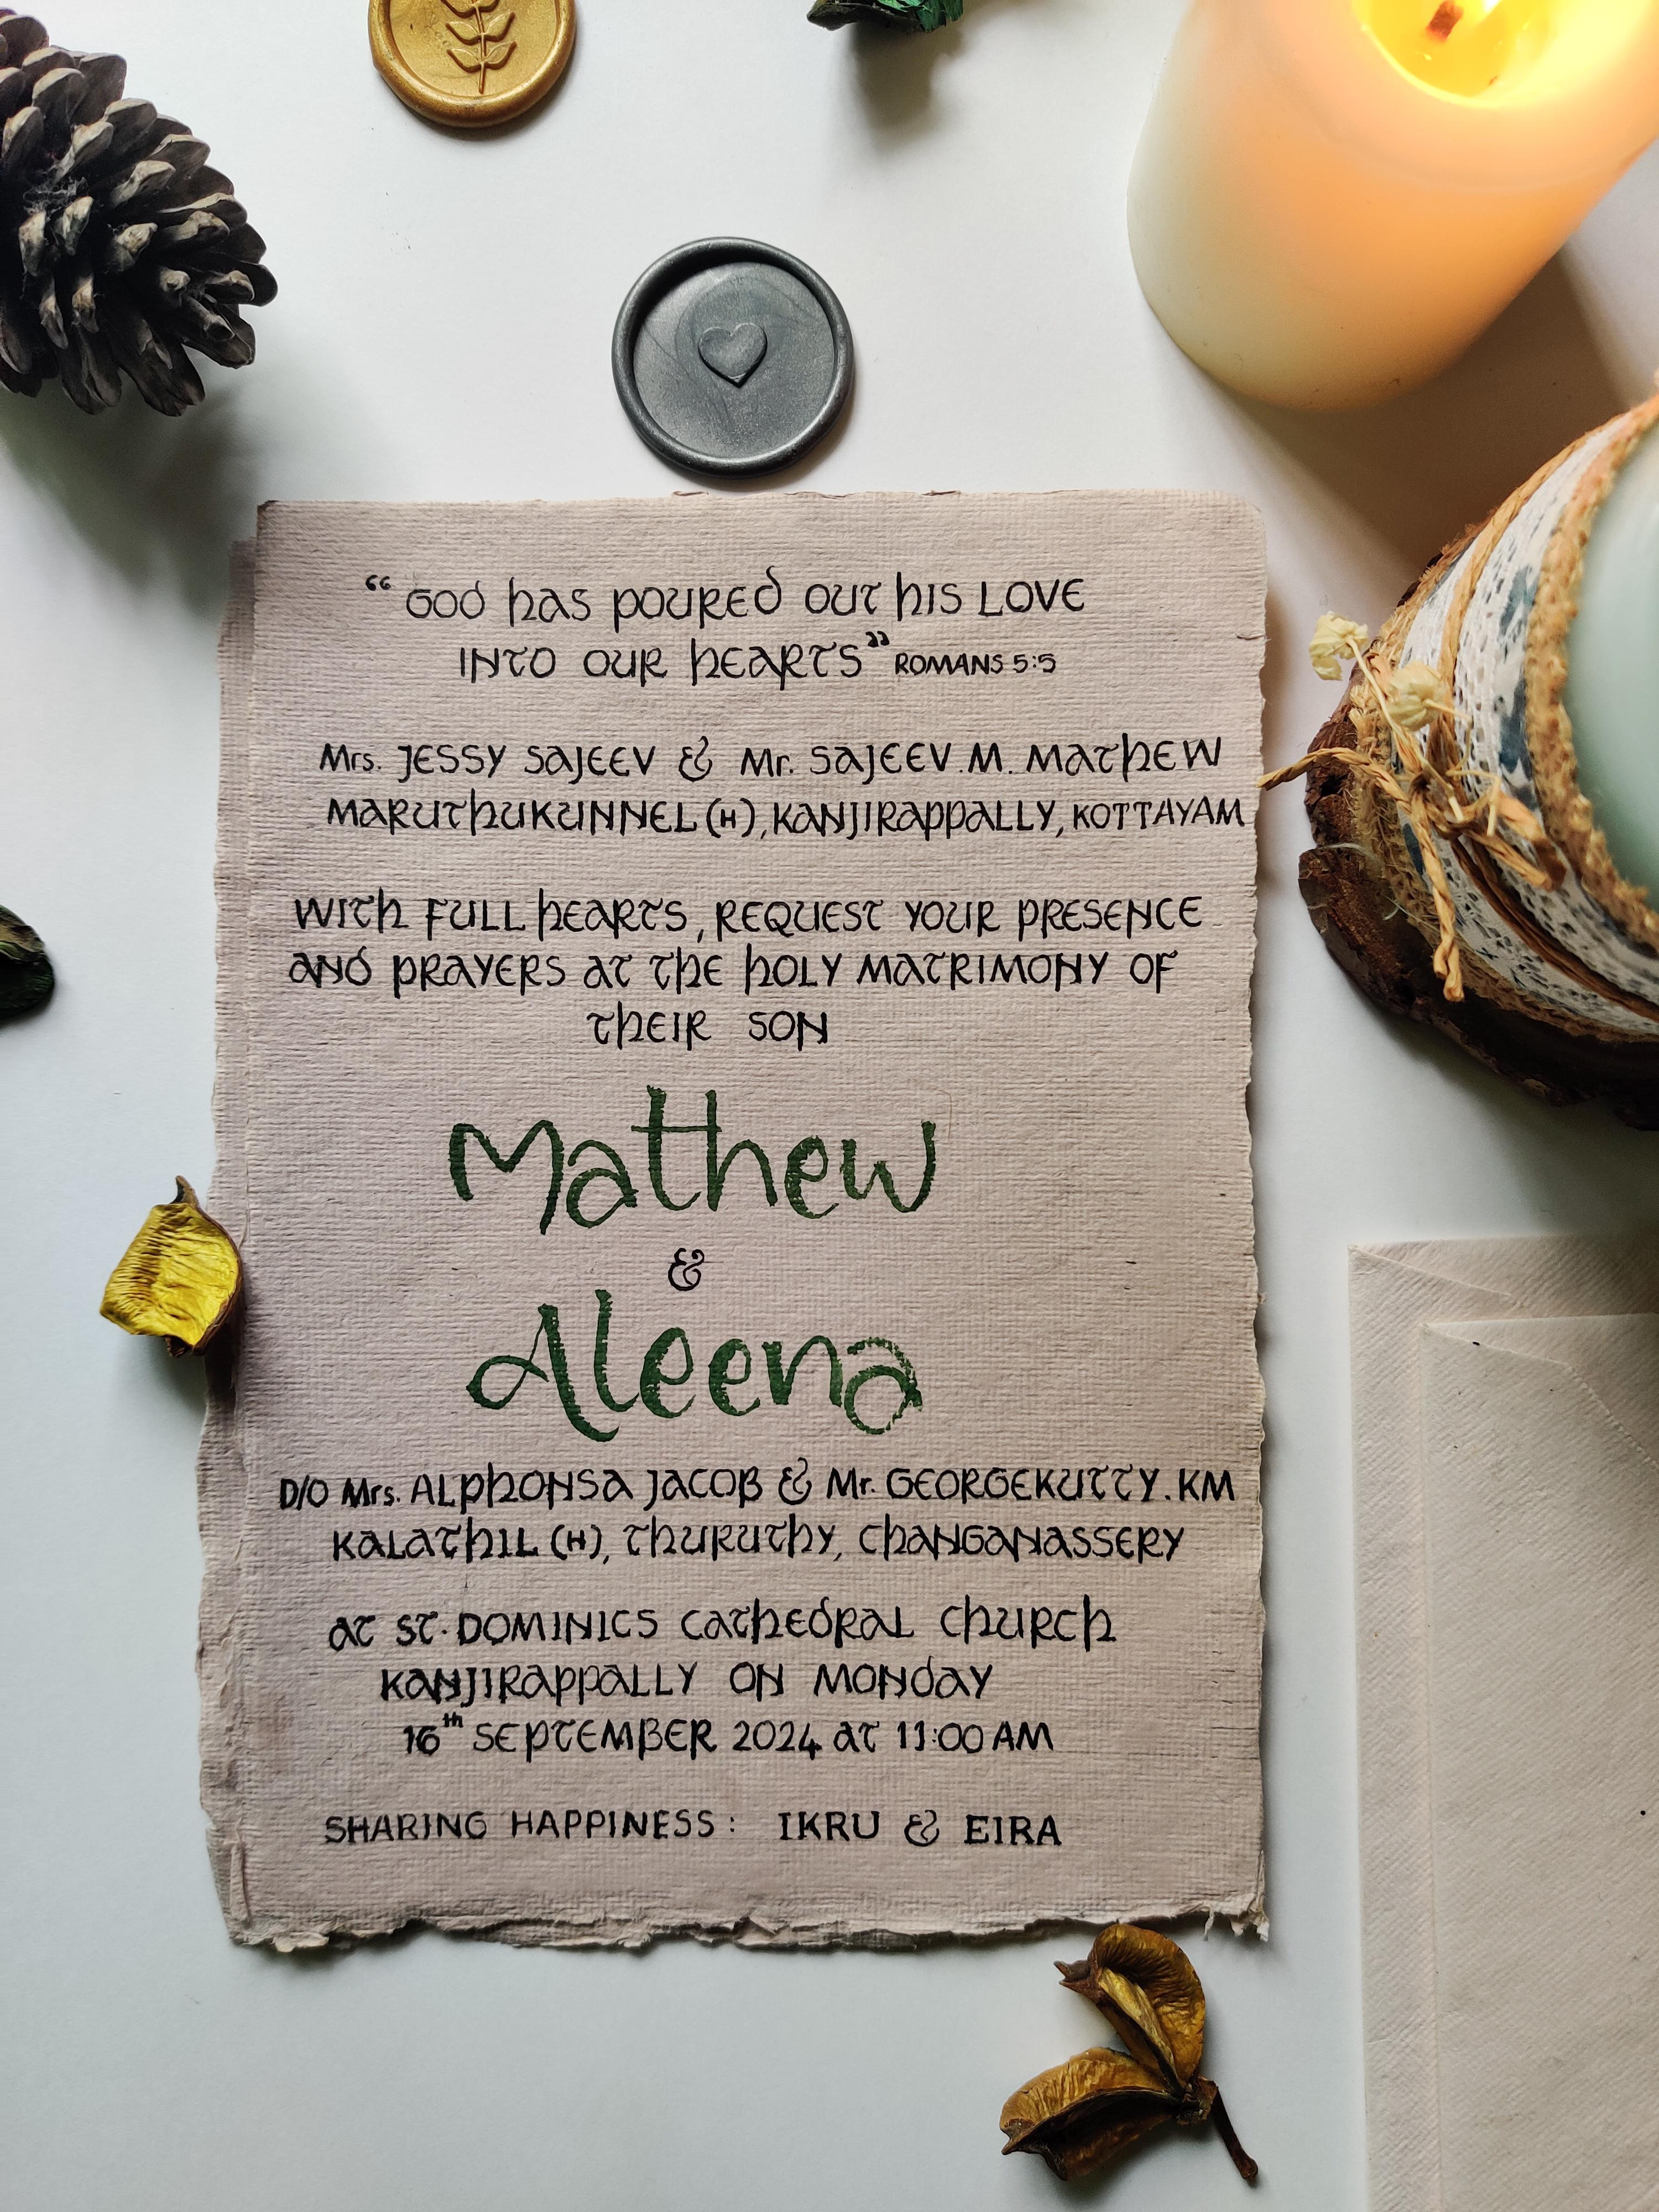 “GOD HAS POURED OUT HIS LOVE
INTO OUR HEARTS” ROMANS 5:5
Mrs. JESSY SAJEEV & Mr. SAJEEV.M. MATHEW
MARUTHUKUNNEL (H), KANJIRAPPALLY, KOTTAYAM
WITH FULL HEARTS, REQUEST YOUR PRESENCE
AND PRAYERS AT THE HOLY MATRIMONY OF
THEIR SON
Mathew
&
Aleena
D/O Mrs. ALPHONSA JACOB & Mr. GEORGEKUTTY.KM
KALATHIL (H), THURUTHY, CHANGANASSERY
AT ST. DOMINICS CATHEDRAL CHURCH
KANJIRAPPALLY ON MONDAY
16th SEPTEMBER 2024 AT 11:00 AM
SHARING HAPPINESS: IKRU & EIRA